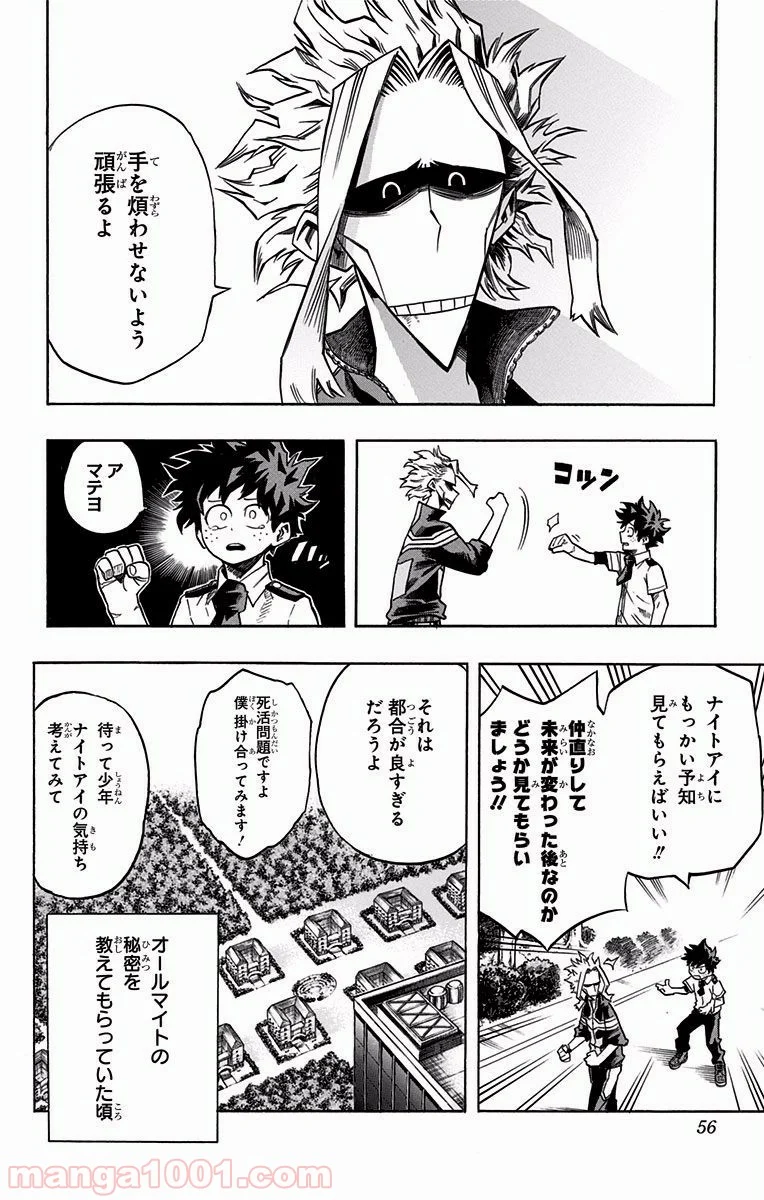 手を煩わせないよう
頑張るよ
コツン
ア
マテヨ
ナイトアイに
もっかい予知
見てもらえばいい!!
仲直りして
未来が変わった後なのか
どうか見てもらい
ましょう!!
それは
都合が良すぎる
だろうよ
死活問題ですよ
僕掛け合ってみます!
待って少年
ナイトアイの気持ち
考えてみて
オールマイトの
秘密を
教えてもらっていた頃
56
manga1001.com